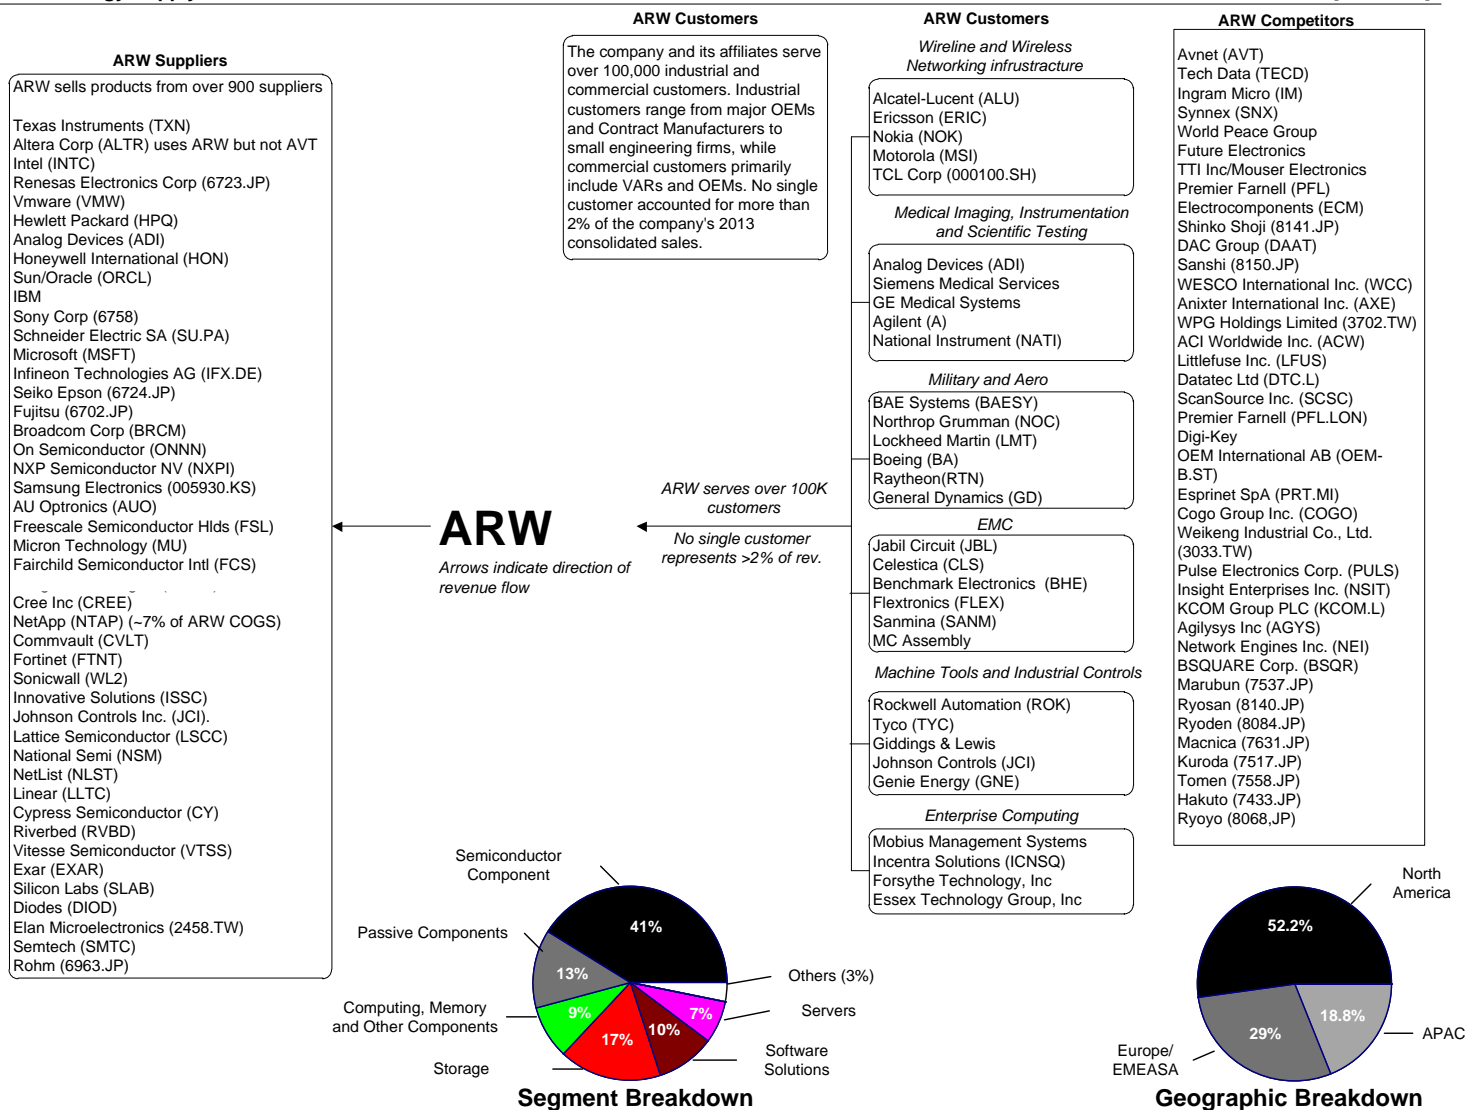 ARW Suppliers
ARW sells products from over 900 suppliers
Texas Instruments (TXN)
Altera Corp (ALTR) uses ARW but not AVT
Intel (INTC)
Renesas Electronics Corp (6723.JP)
Vmware (VMW)
Hewlett Packard (HPQ)
Analog Devices (ADI)
Honeywell International (HON)
Sun/Oracle (ORCL)
IBM
Sony Corp (6758)
Schneider Electric SA (SU.PA)
Microsoft (MSFT)
Infineon Technologies AG (IFX.DE)
Seiko Epson (6724.JP)
Fujitsu (6702.JP)
Broadcom Corp (BRCM)
On Semiconductor (ONNN)
NXP Semiconductor NV (NXPI)
Samsung Electronics (005930.KS)
AU Optronics (AUO)
Freescale Semiconductor Hlds (FSL)
Micron Technology (MU)
Fairchild Semiconductor Intl (FCS)
Cree Inc (CREE)
NetApp (NTAP) (~7% of ARW COGS)
Commvault (CVLT)
Fortinet (FTNT)
Sonicwall (WL2)
Innovative Solutions (ISSC)
Johnson Controls Inc. (JCI).
Lattice Semiconductor (LSCC)
National Semi (NSM)
NetList (NLST)
Linear (LLTC)
Cypress Semiconductor (CY)
Riverbed (RVBD)
Vitesse Semiconductor (VTSS)
Exar (EXAR)
Silicon Labs (SLAB)
Diodes (DIOD)
Elan Microelectronics (2458.TW)
Semtech (SMTC)
Rohm (6963.JP)
ARW
Arrows indicate direction of
revenue flow
ARW Customers
The company and its affiliates serve
over 100,000 industrial and
commercial customers. Industrial
customers range from major OEMs
and Contract Manufacturers to
small engineering firms, while
commercial customers primarily
include VARs and OEMs. No single
customer accounted for more than
2% of the company's 2013
consolidated sales.
ARW serves over 100K
customers
No single customer
represents >2% of rev.
ARW Customers
Wireline and Wireless
Networking infrustracture
Alcatel-Lucent (ALU)
Ericsson (ERIC)
Nokia (NOK)
Motorola (MSI)
TCL Corp (000100.SH)
Medical Imaging, Instrumentation
and Scientific Testing
Analog Devices (ADI)
Siemens Medical Services
GE Medical Systems
Agilent (A)
National Instrument (NATI)
Military and Aero
BAE Systems (BAESY)
Northrop Grumman (NOC)
Lockheed Martin (LMT)
Boeing (BA)
Raytheon(RTN)
General Dynamics (GD)
EMC
Jabil Circuit (JBL)
Celestica (CLS)
Benchmark Electronics (BHE)
Flextronics (FLEX)
Sanmina (SANM)
MC Assembly
Machine Tools and Industrial Controls
Rockwell Automation (ROK)
Tyco (TYC)
Giddings & Lewis
Johnson Controls (JCI)
Genie Energy (GNE)
Enterprise Computing
Mobius Management Systems
Incentra Solutions (ICNSQ)
Forsythe Technology, Inc
Essex Technology Group, Inc
ARW Competitors
Avnet (AVT)
Tech Data (TECD)
Ingram Micro (IM)
Synnex (SNX)
World Peace Group
Future Electronics
TTI Inc/Mouser Electronics
Premier Farnell (PFL)
Electrocomponents (ECM)
Shinko Shoji (8141.JP)
DAC Group (DAAT)
Sanshi (8150.JP)
WESCO International Inc. (WCC)
Anixter International Inc. (AXE)
WPG Holdings Limited (3702.TW)
ACI Worldwide Inc. (ACW)
Littlefuse Inc. (LFUS)
Datatec Ltd (DTC.L)
ScanSource Inc. (SCSC)
Premier Farnell (PFL.LON)
Digi-Key
OEM International AB (OEM-
B.ST)
Esprinet SpA (PRT.MI)
Cogo Group Inc. (COGO)
Weikeng Industrial Co., Ltd.
(3033.TW)
Pulse Electronics Corp. (PULS)
Insight Enterprises Inc. (NSIT)
KCOM Group PLC (KCOM.L)
Agilysys Inc (AGYS)
Network Engines Inc. (NEI)
BSQUARE Corp. (BSQR)
Marubun (7537.JP)
Ryosan (8140.JP)
Ryoden (8084.JP)
Macnica (7631.JP)
Kuroda (7517.JP)
Tomen (7558.JP)
Hakuto (7433.JP)
Ryoyo (8068,JP)
Semiconductor
Component
41%
Passive Components
13%
Computing, Memory
and Other Components
9%
Storage
17%
Software
Solutions
10%
Servers
7%
Others (3%)
Segment Breakdown
North
America
52.2%
Europe/
EMEASA
29%
APAC
18.8%
Geographic Breakdown